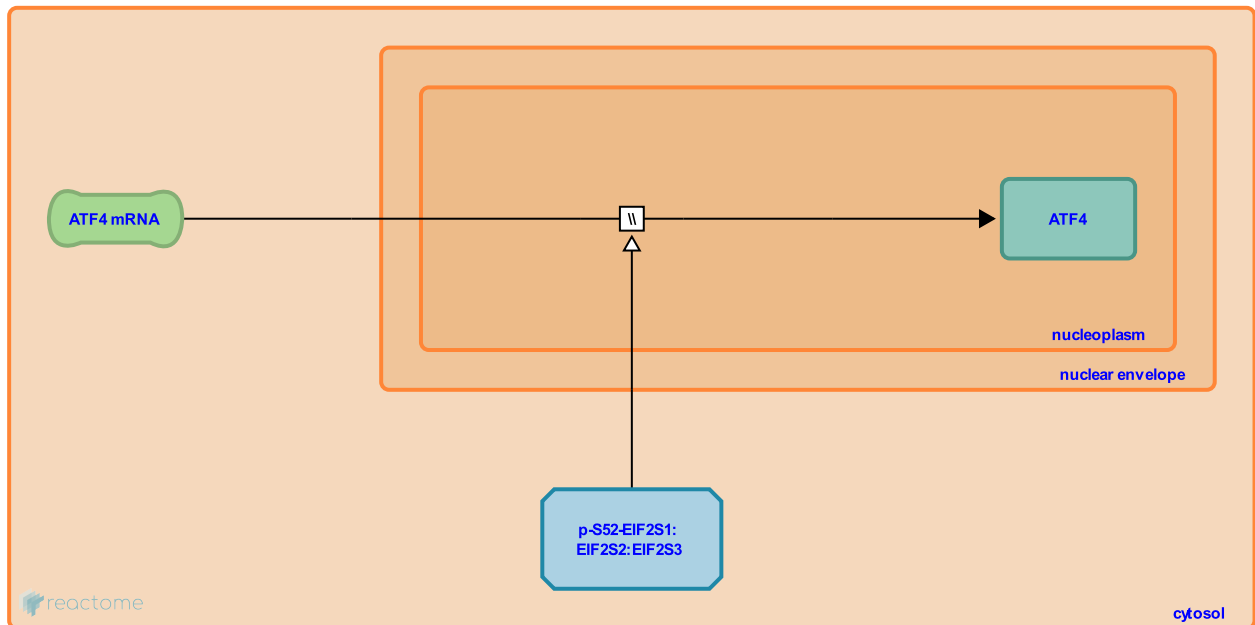 ATF4 mRNA
\\
ATF4
nucleoplasm
nuclear envelope
p-S52-EIF2S1:
EIF2S2:EIF2S3
reactome
cytosol